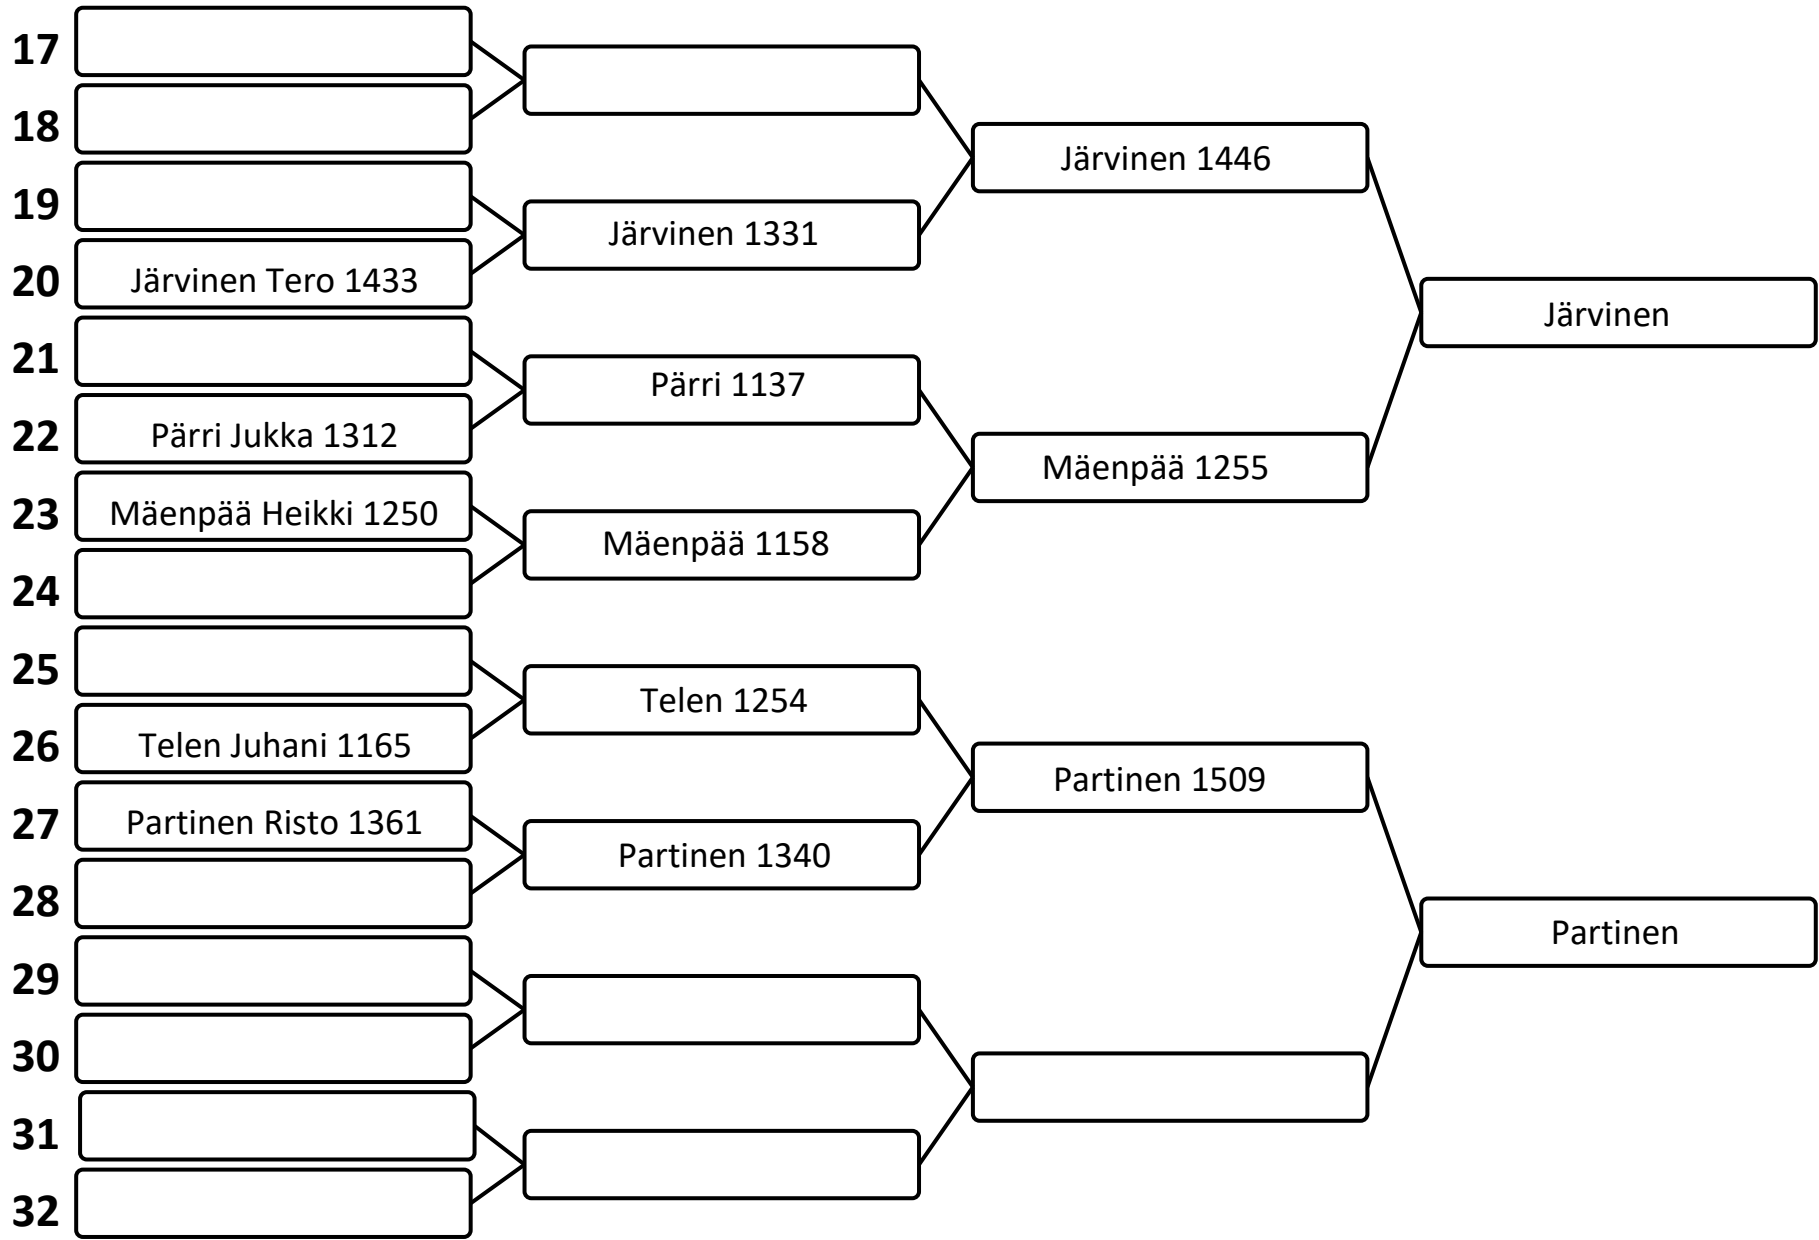 17
18
19
20 Järvinen Tero 1433
21
22 Pärri Jukka 1312
23 Mäenpää Heikki 1250
24
25
26 Telen Juhani 1165
27 Partinen Risto 1361
28
29
30
31
32
Järvinen 1331
Pärri 1137
Mäenpää 1158
Telen 1254
Partinen 1340
Järvinen 1446
Mäenpää 1255
Partinen 1509
Järvinen
Partinen